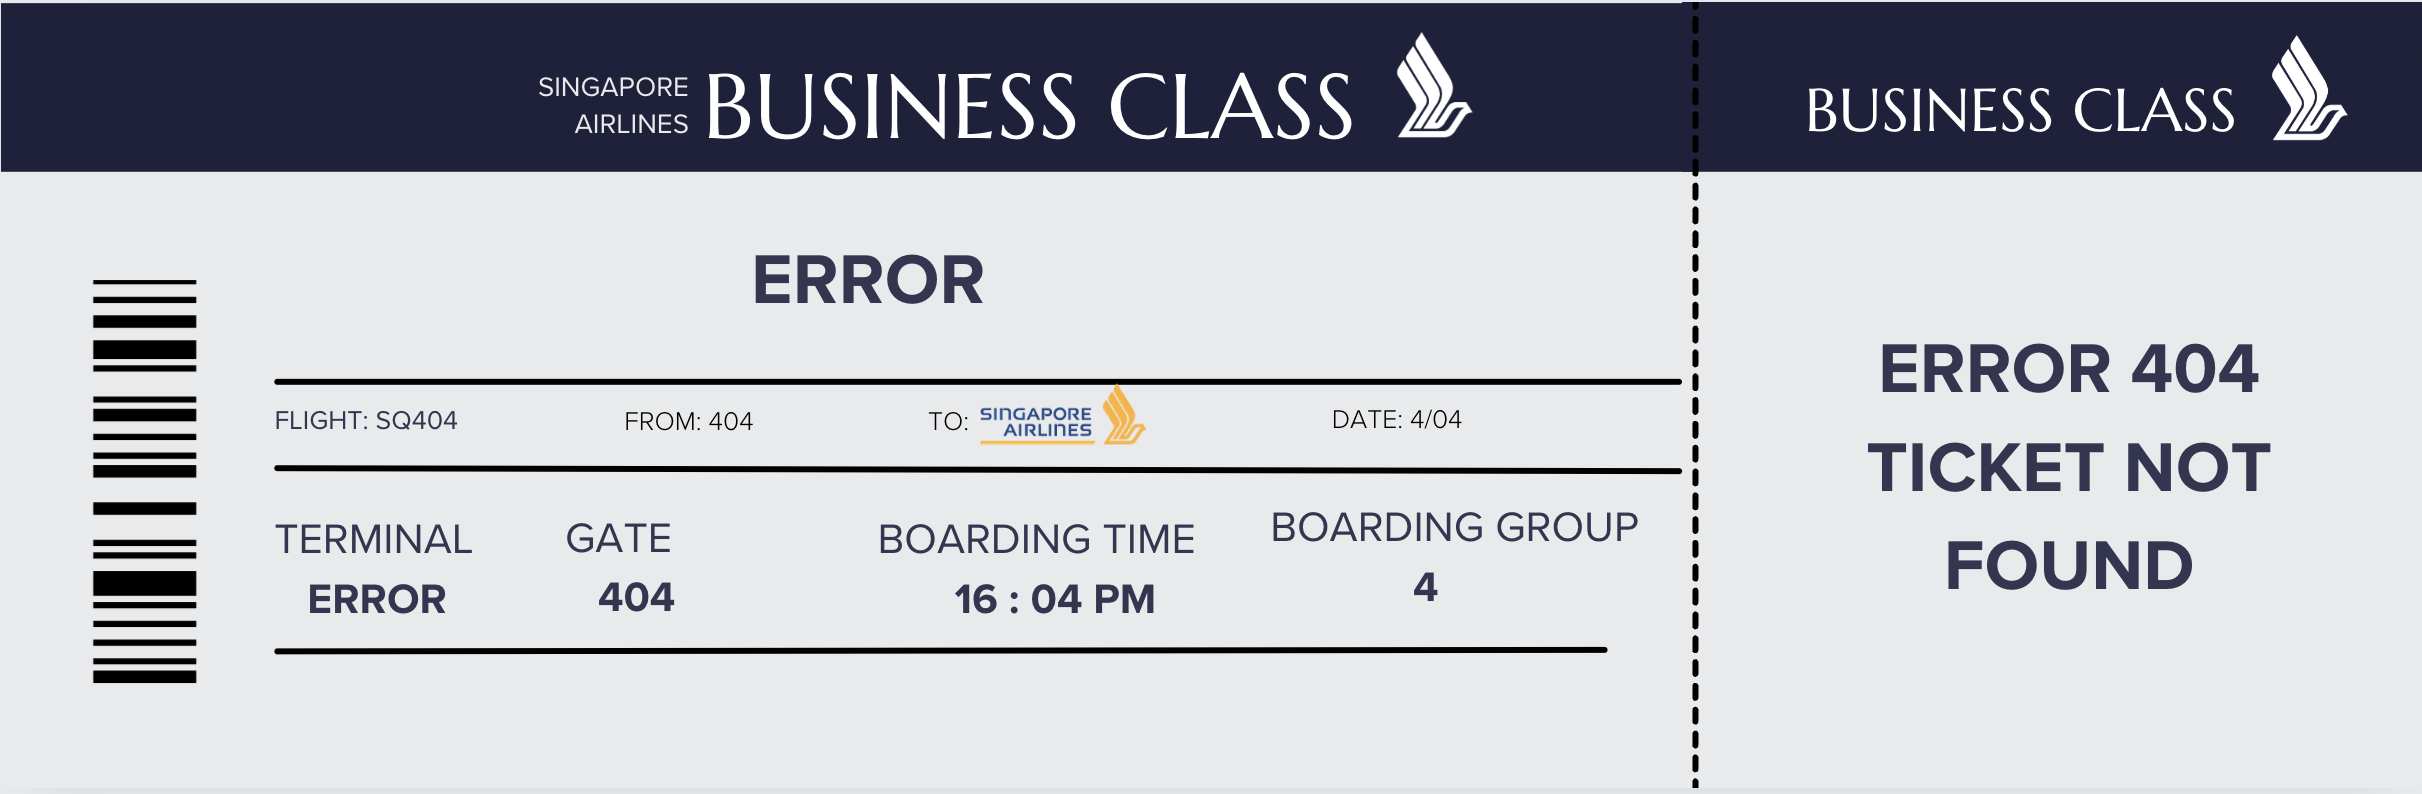 SINGAPORE
AIRLINES
BUSINESS CLASS
ERROR
FLIGHT: SQ404
FROM: 404
TO: SINGAPORE
AIRLINES
DATE: 4/04
TERMINAL
ERROR
GATE
404
BOARDING TIME
16 : 04 PM
BOARDING GROUP
4
BUSINESS CLASS
ERROR 404
TICKET NOT
FOUND